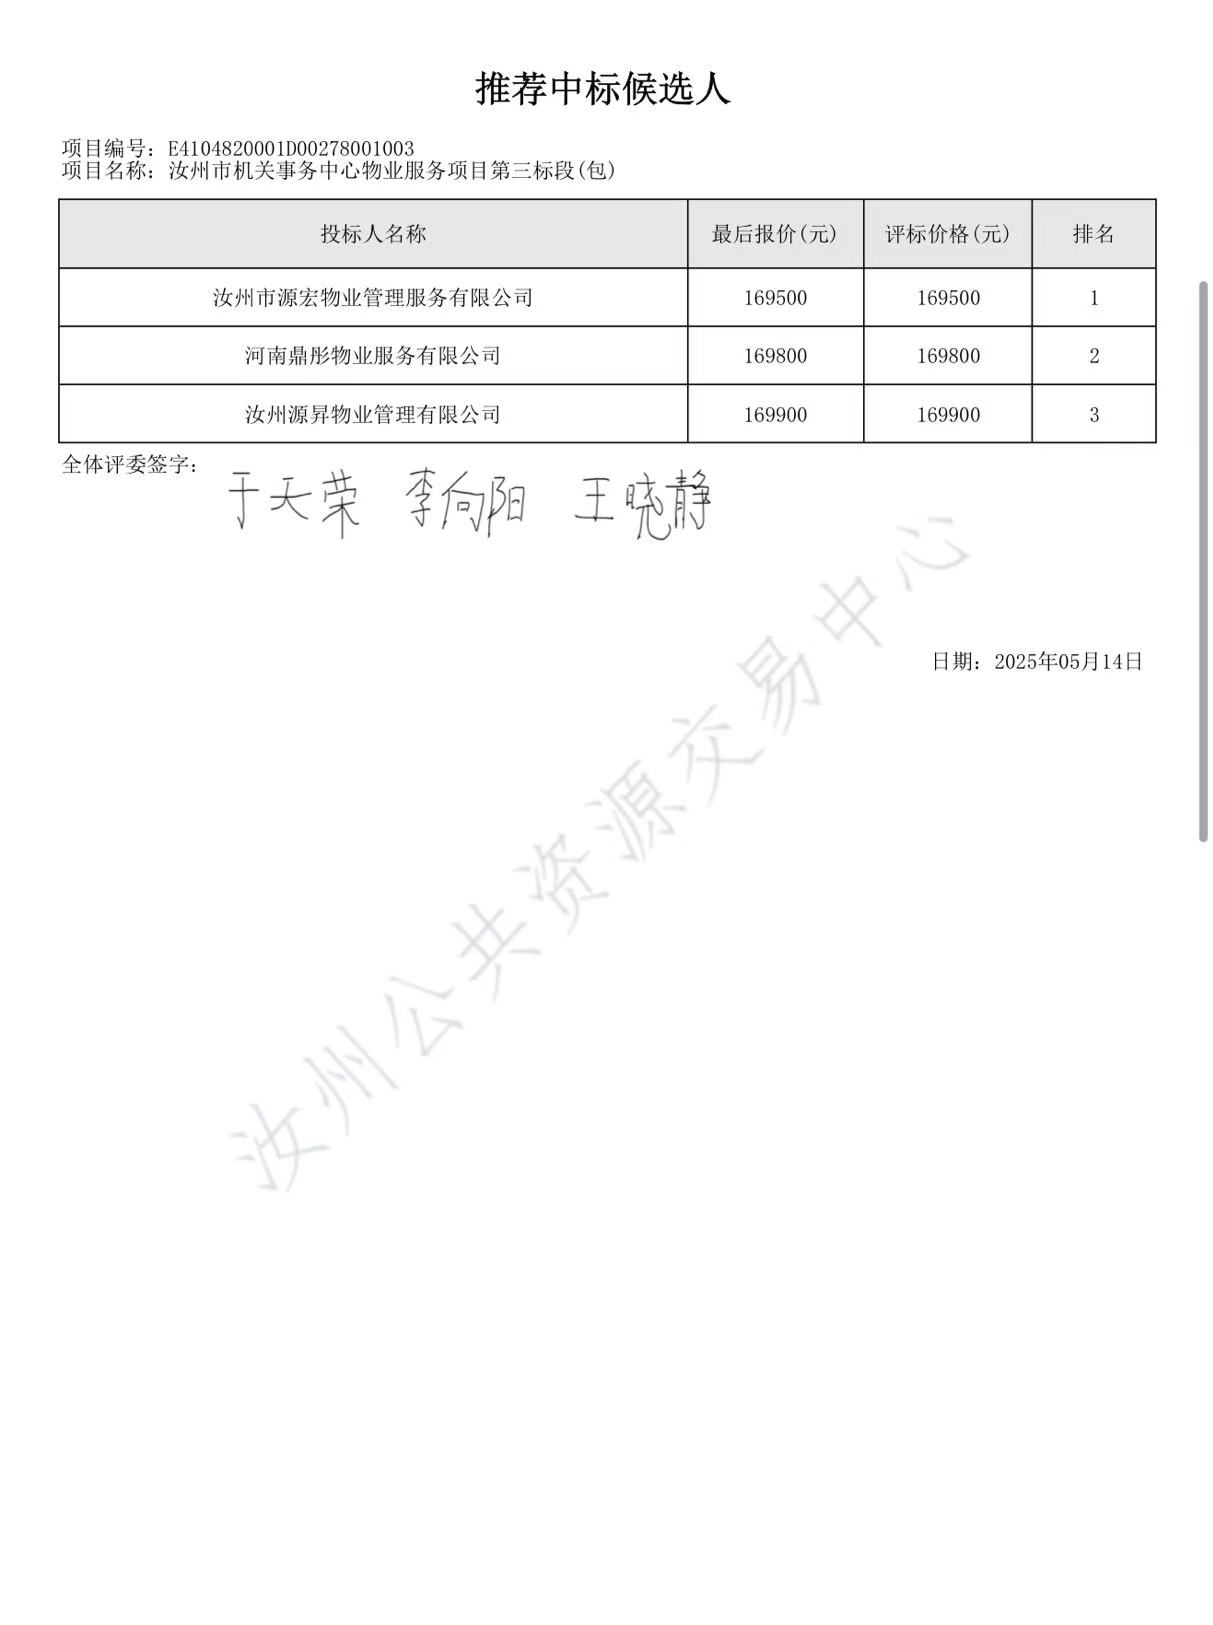 推荐中标候选人
项目编号：E4104820001D00278001003
项目名称：汝州市机关事务中心物业服务项目第三标段(包)
投标人名称 最后报价(元) 评标价格(元) 排名
汝州市源宏物业管理服务有限公司 169500 169500 1
河南鼎彤物业服务有限公司 169800 169800 2
汝州源昇物业管理有限公司 169900 169900 3
全体评委签字：
于天荣 李向阳 王晓静
日期：2025年05月14日
汝州公共资源交易中心